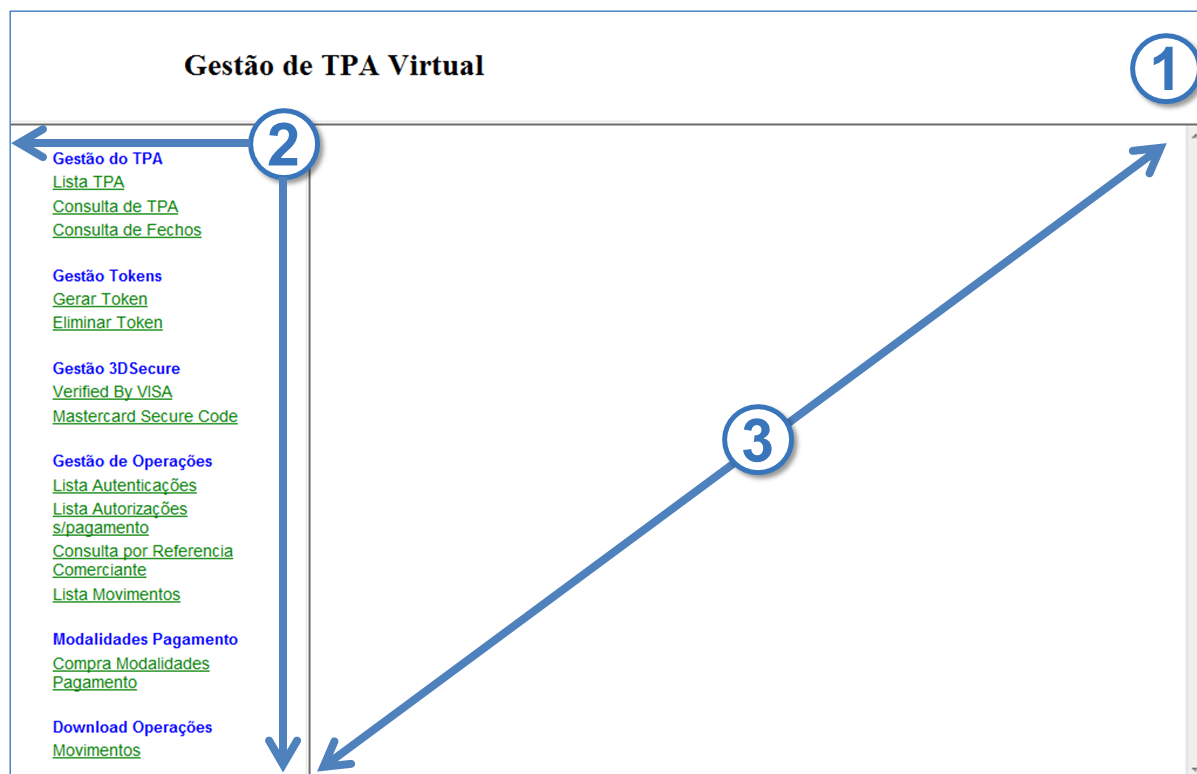 Gestão de TPA Virtual
1
2
Gestão do TPA
Lista TPA
Consulta de TPA
Consulta de Fechos
Gestão Tokens
Gerar Token
Eliminar Token
Gestão 3DSecure
Verified By VISA
Mastercard Secure Code
3
Gestão de Operações
Lista Autenticações
Lista Autorizações
s/pagamento
Consulta por Referencia
Comerciante
Lista Movimentos
Modalidades Pagamento
Compra Modalidades
Pagamento
Download Operações
Movimentos